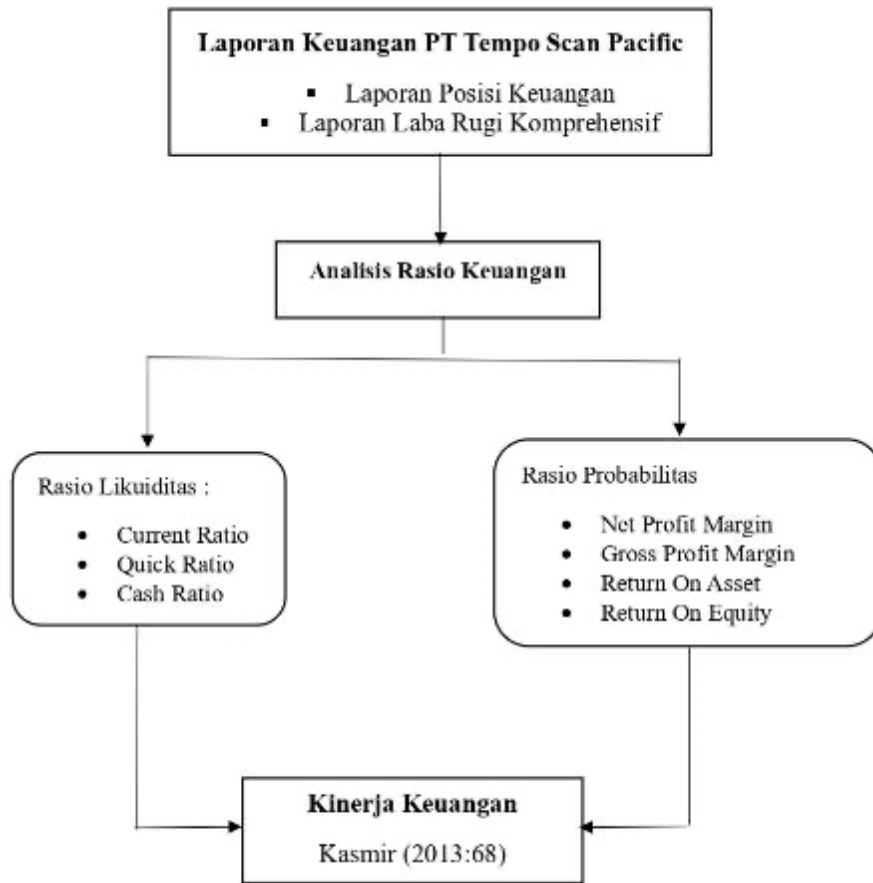 Laporan Keuangan PT Tempo Scan Pacific
▪ Laporan Posisi Keuangan
▪ Laporan Laba Rugi Komprehensif
Analisis Rasio Keuangan
Rasio Likuiditas :
• Current Ratio
• Quick Ratio
• Cash Ratio
Rasio Probabilitas
• Net Profit Margin
• Gross Profit Margin
• Return On Asset
• Return On Equity
Kinerja Keuangan
Kasmir (2013:68)